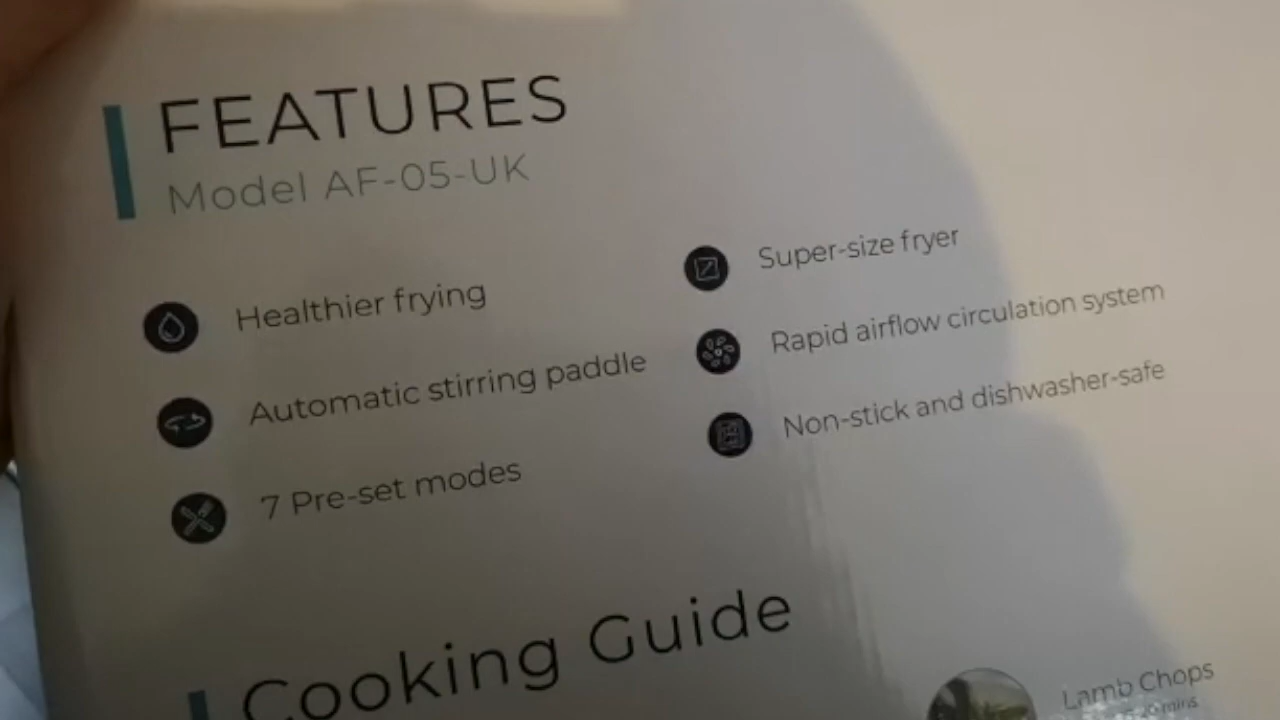 FEATURES
Model AF-05-UK
Healthier frying
Automatic stirring paddle
7 Pre-set modes
Super-size fryer
Rapid airflow circulation system
Non-stick and dishwasher-safe
Cooking Guide
Lamb Chops
mins